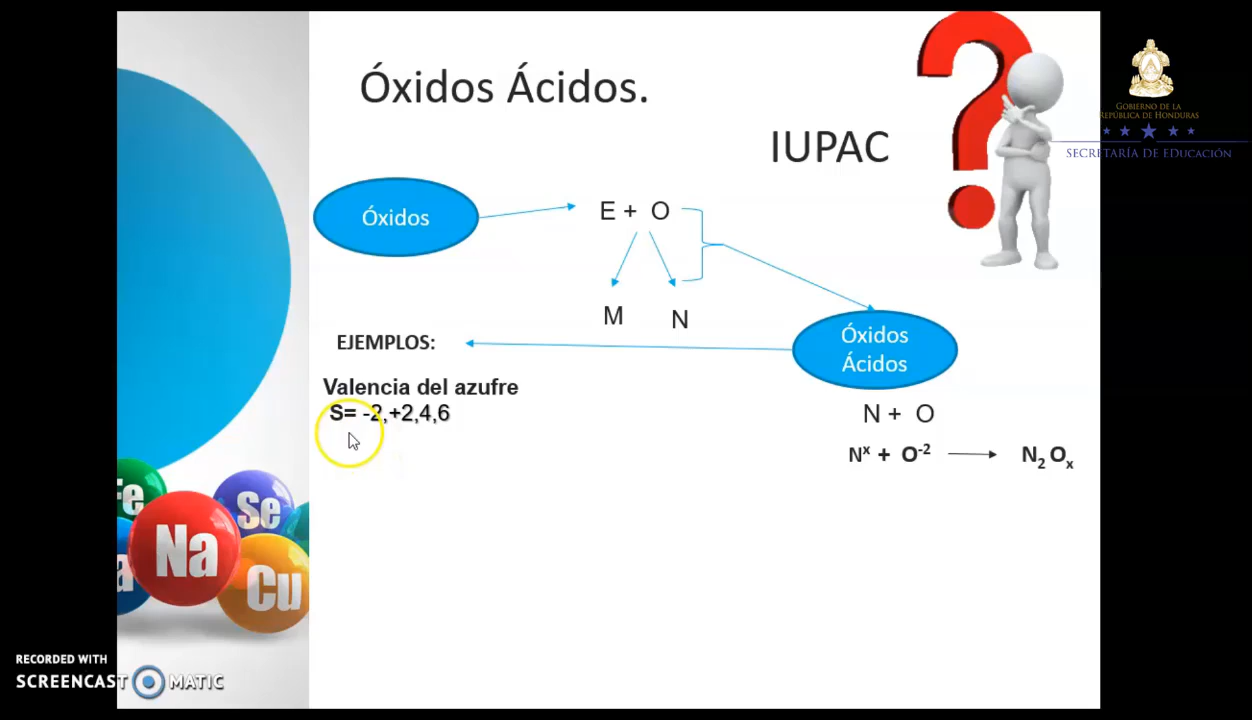 Óxidos Ácidos.
IUPAC
GOBIERNO DE LA
REPÚBLICA DE HONDURAS
SECRETARÍA DE EDUCACIÓN
Óxidos
E + O
M N
Óxidos
Ácidos
EJEMPLOS:
Valencia del azufre
S= -2,+2,4,6
N + O
Nˣ + O⁻² N₂ Oₓ
Fe
Se
Na
a
Cu
RECORDED WITH
SCREENCAST MATIC